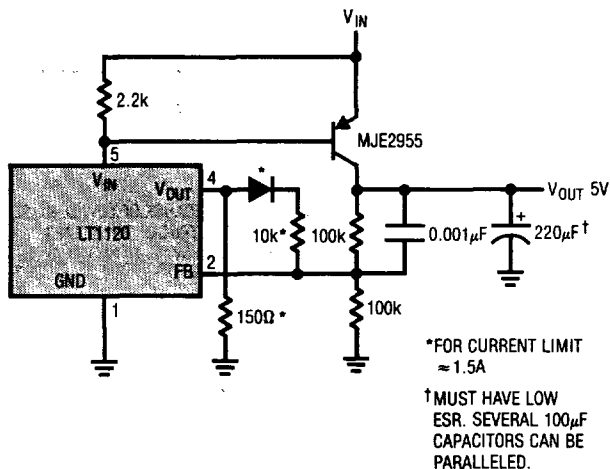 VIN
2.2k
5
MJE2955
VIN
VOUT
4
*
VOUT 5V
LT1120
10k*
100k
0.001µF
+
220µF†
GND
FB
2
1
150Ω*
100k
*FOR CURRENT LIMIT
≈1.5A
†MUST HAVE LOW
ESR. SEVERAL 100µF
CAPACITORS CAN BE
PARALLELED.